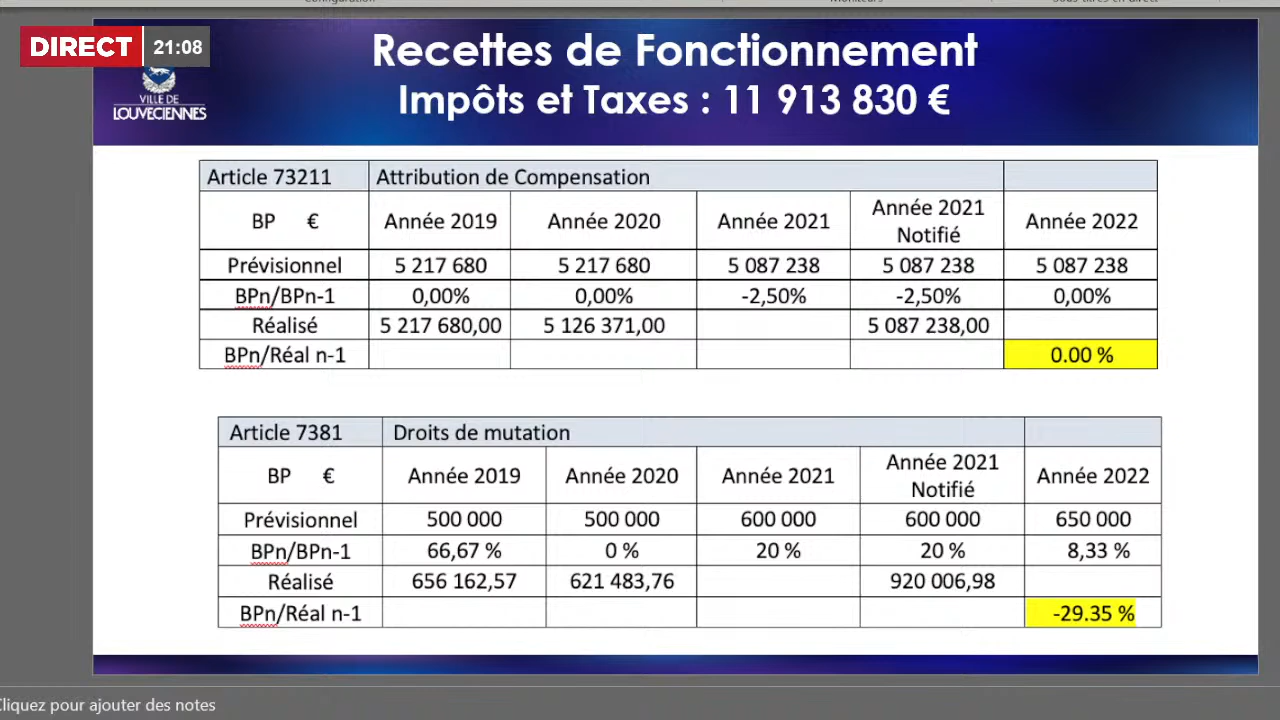 DIRECT 21:08
VILLE DE
LOUVECIENNES
Recettes de Fonctionnement
Impôts et Taxes : 11 913 830 €
Article 73211 Attribution de Compensation
BP € Année 2019 Année 2020 Année 2021 Année 2021 Notifié Année 2022
Prévisionnel 5 217 680 5 217 680 5 087 238 5 087 238 5 087 238
BPn/BPn-1 0,00% 0,00% -2,50% -2,50% 0,00%
Réalisé 5 217 680,00 5 126 371,00 5 087 238,00
BPn/Réal n-1 0.00 %
Article 7381 Droits de mutation
BP € Année 2019 Année 2020 Année 2021 Année 2021 Notifié Année 2022
Prévisionnel 500 000 500 000 600 000 600 000 650 000
BPn/BPn-1 66,67 % 0 % 20 % 20 % 8,33 %
Réalisé 656 162,57 621 483,76 920 006,98
BPn/Réal n-1 -29.35 %
Cliquez pour ajouter des notes